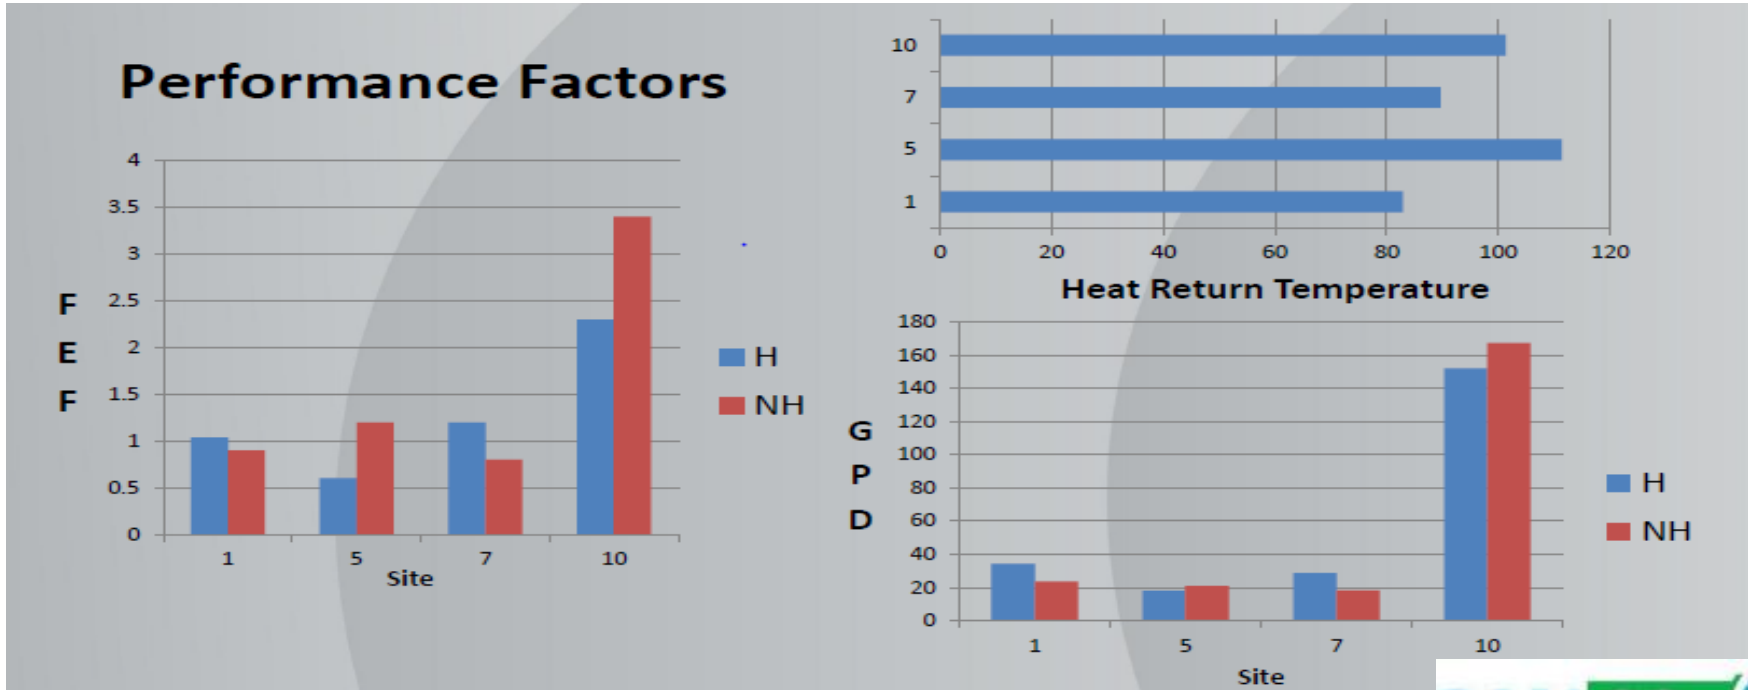 Performance Factors
4
3.5
3
2.5
2
1.5
1
0.5
0
F
E
F
1 5 7 10
Site
H
NH
10
7
5
1
0 20 40 60 80 100 120
Heat Return Temperature
180
160
140
120
100
80
60
40
20
0
G
P
D
1 5 7 10
Site
H
NH